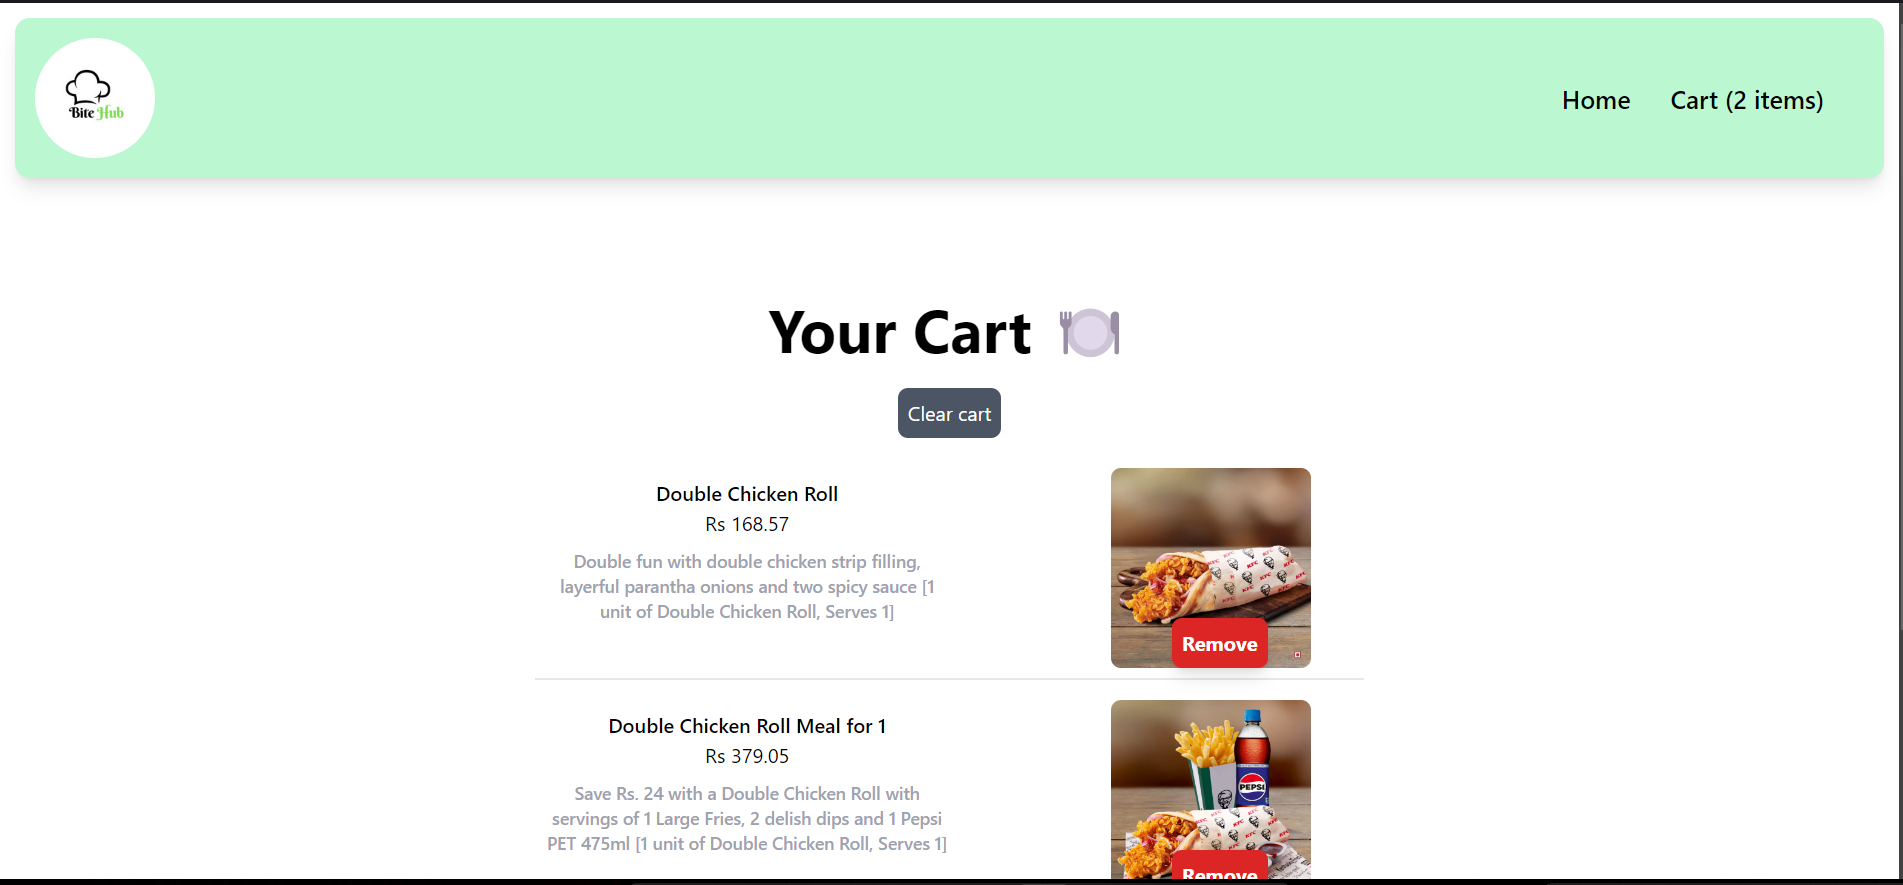 Bite Hub
Home
Cart (2 items)
Your Cart
Clear cart
Double Chicken Roll
Rs 168.57
Double fun with double chicken strip filling,
layerful parantha onions and two spicy sauce [1
unit of Double Chicken Roll, Serves 1]
KFC
KFC
KFC
Remove
Double Chicken Roll Meal for 1
Rs 379.05
Save Rs. 24 with a Double Chicken Roll with
servings of 1 Large Fries, 2 delish dips and 1 Pepsi
PET 475ml [1 unit of Double Chicken Roll, Serves 1]
PEPSI
Remove